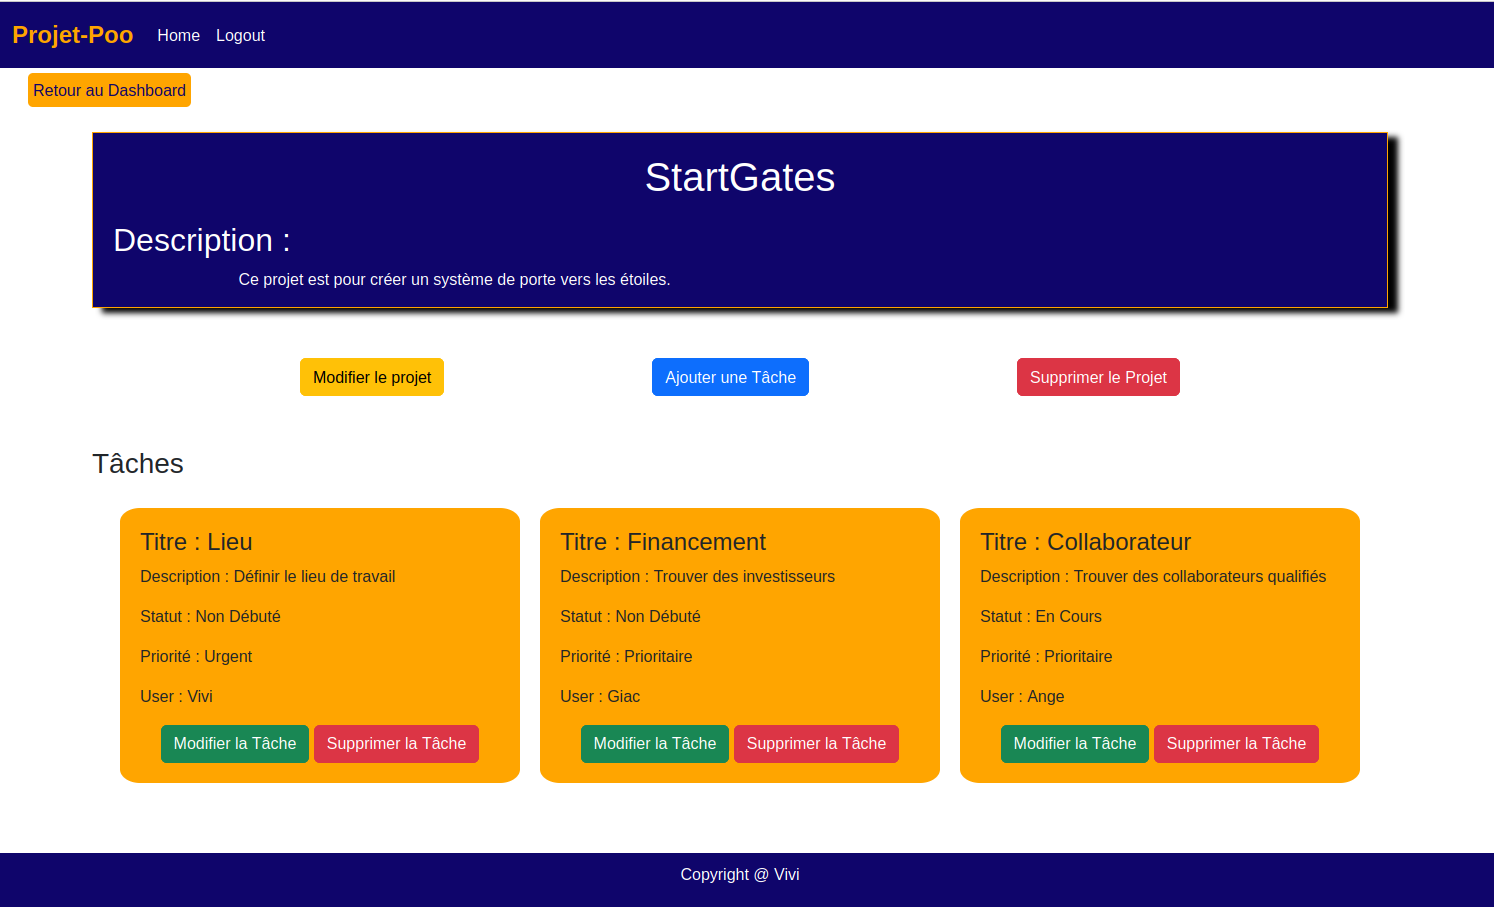 Projet-Poo Home Logout
Retour au Dashboard
StartGates
Description :
Ce projet est pour créer un système de porte vers les étoiles.
Modifier le projet
Ajouter une Tâche
Supprimer le Projet
Tâches
Titre : Lieu
Description : Définir le lieu de travail
Statut : Non Débuté
Priorité : Urgent
User : Vivi
Modifier la Tâche Supprimer la Tâche
Titre : Financement
Description : Trouver des investisseurs
Statut : Non Débuté
Priorité : Prioritaire
User : Giac
Modifier la Tâche Supprimer la Tâche
Titre : Collaborateur
Description : Trouver des collaborateurs qualifiés
Statut : En Cours
Priorité : Prioritaire
User : Ange
Modifier la Tâche Supprimer la Tâche
Copyright @ Vivi